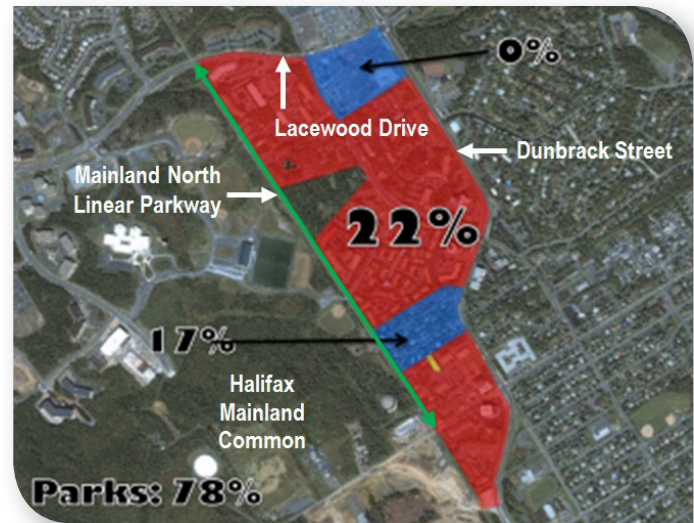 0%
Lacewood Drive
Dunbrack Street
Mainland North
Linear Parkway
22%
17%
Halifax
Mainland
Common
Parks: 78%